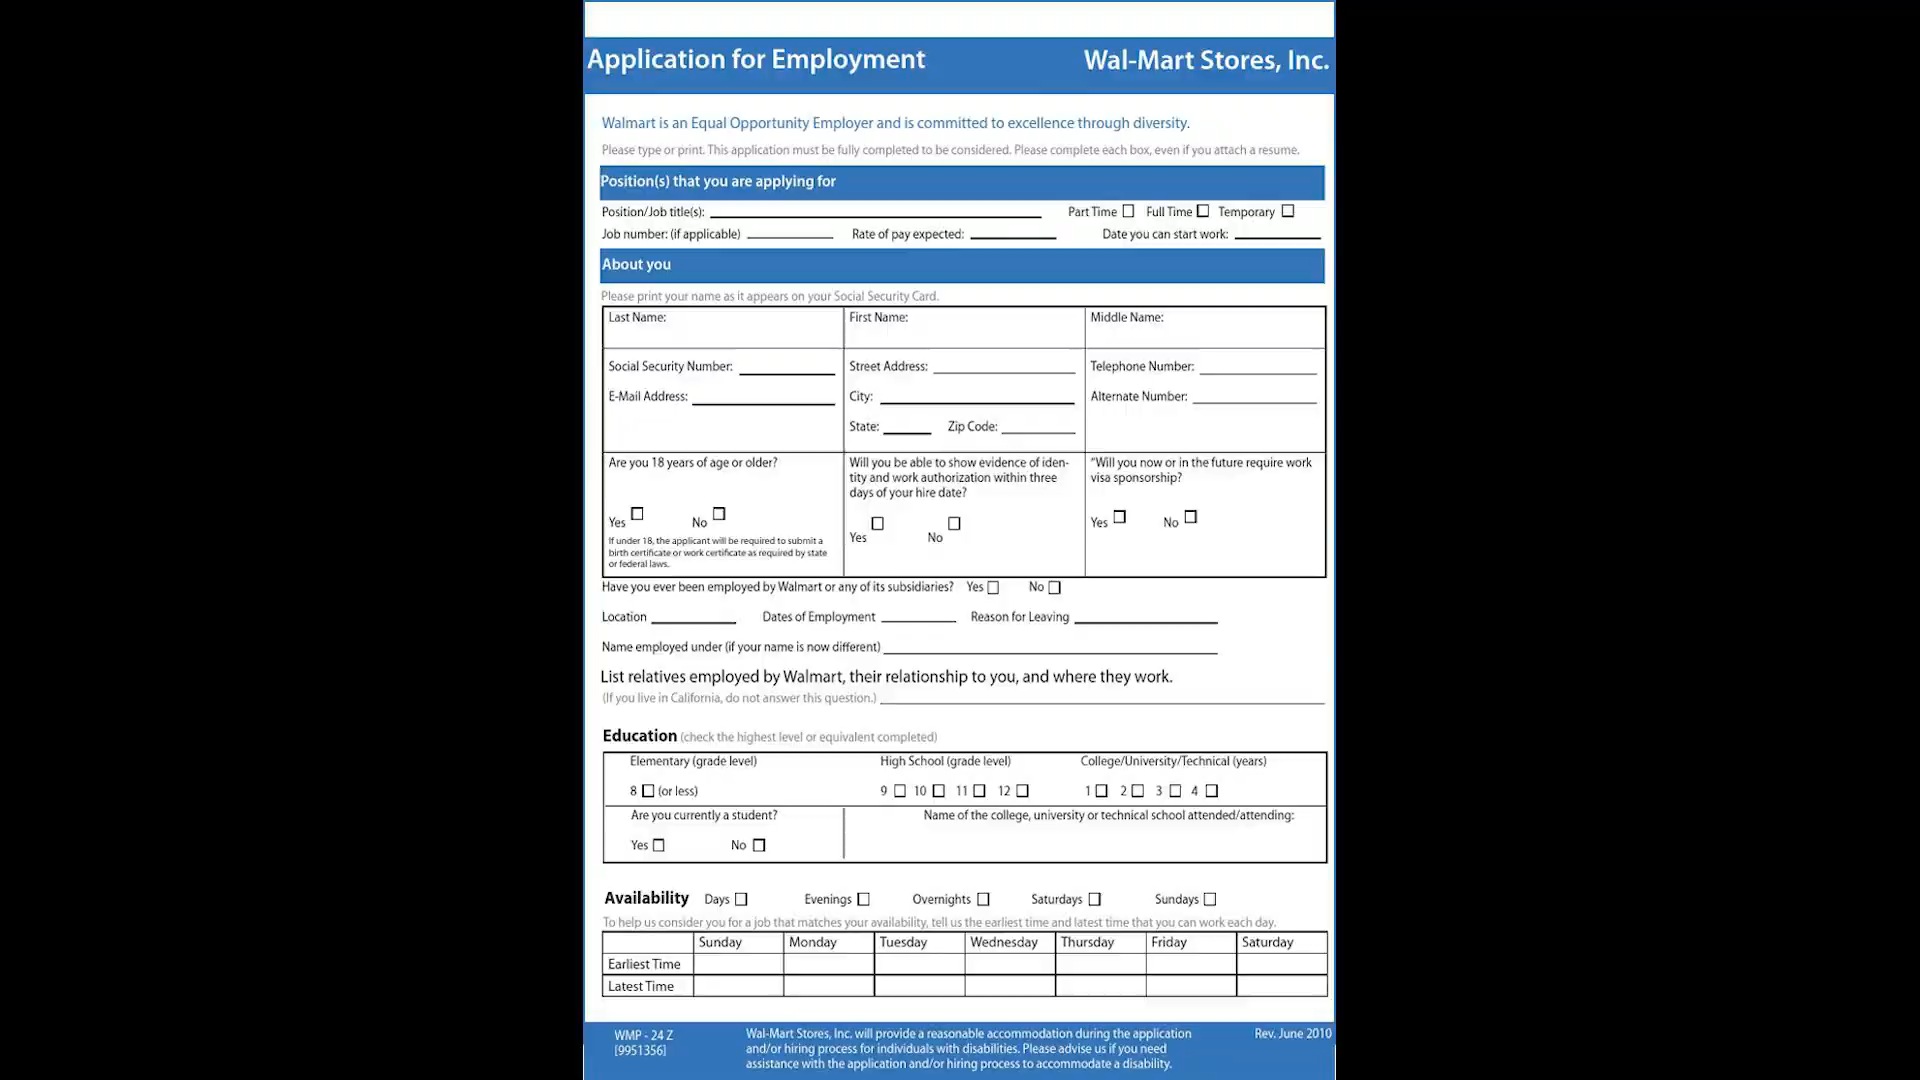 Application for Employment Wal-Mart Stores, Inc.
Walmart is an Equal Opportunity Employer and is committed to excellence through diversity.
Please type or print. This application must be fully completed to be considered. Please complete each box, even if you attach a resume.
Position(s) that you are applying for
Position/Job title(s): Part Time Full Time Temporary
Job number: (if applicable) Rate of pay expected: Date you can start work:
About you
Please print your name as it appears on your Social Security Card.
Last Name: First Name: Middle Name:
Social Security Number: Street Address: Telephone Number:
E-Mail Address: City: Alternate Number:
State: Zip Code:
Are you 18 years of age or older?
Yes No
If under 18, the applicant will be required to submit a
birth certificate or work certificate as required by state
or federal laws.
Will you be able to show evidence of iden-
tity and work authorization within three
days of your hire date?
Yes No
"Will you now or in the future require work
visa sponsorship?
Yes No
Have you ever been employed by Walmart or any of its subsidiaries? Yes No
Location Dates of Employment Reason for Leaving
Name employed under (if your name is now different)
List relatives employed by Walmart, their relationship to you, and where they work.
(If you live in California, do not answer this question.)
Education (check the highest level or equivalent completed)
Elementary (grade level) High School (grade level) College/University/Technical (years)
8 (or less) 9 10 11 12 1 2 3 4
Are you currently a student? Name of the college, university or technical school attended/attending:
Yes No
Availability Days Evenings Overnights Saturdays Sundays
To help us consider you for a job that matches your availability, tell us the earliest time and latest time that you can work each day.
Sunday Monday Tuesday Wednesday Thursday Friday Saturday
Earliest Time
Latest Time
WMP - 24 Z
[9951356]
Wal-Mart Stores, Inc. will provide a reasonable accommodation during the application
and/or hiring process for individuals with disabilities. Please advise us if you need
assistance with the application and/or hiring process to accommodate a disability.
Rev. June 2010